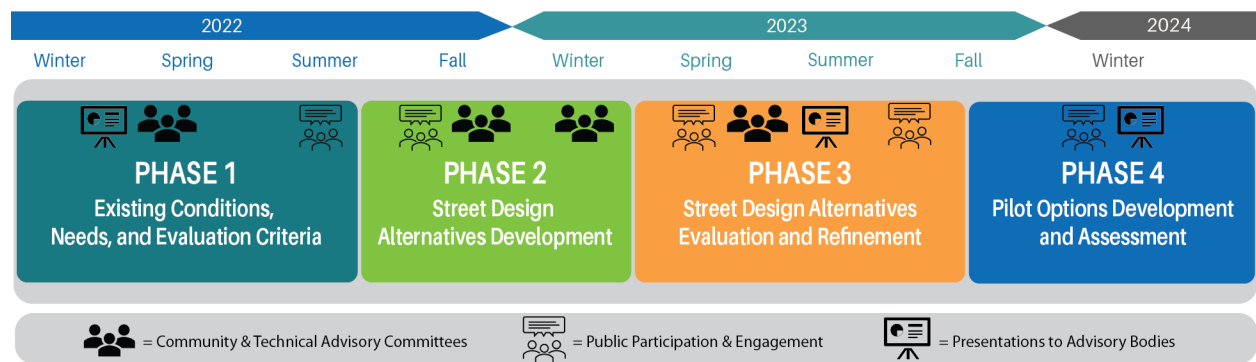 2022 2023 2024
Winter Spring Summer Fall Winter Spring Summer Fall Winter
PHASE 1
Existing Conditions,
Needs, and Evaluation Criteria
PHASE 2
Street Design
Alternatives Development
PHASE 3
Street Design Alternatives
Evaluation and Refinement
PHASE 4
Pilot Options Development
and Assessment
= Community & Technical Advisory Committees
= Public Participation & Engagement
= Presentations to Advisory Bodies